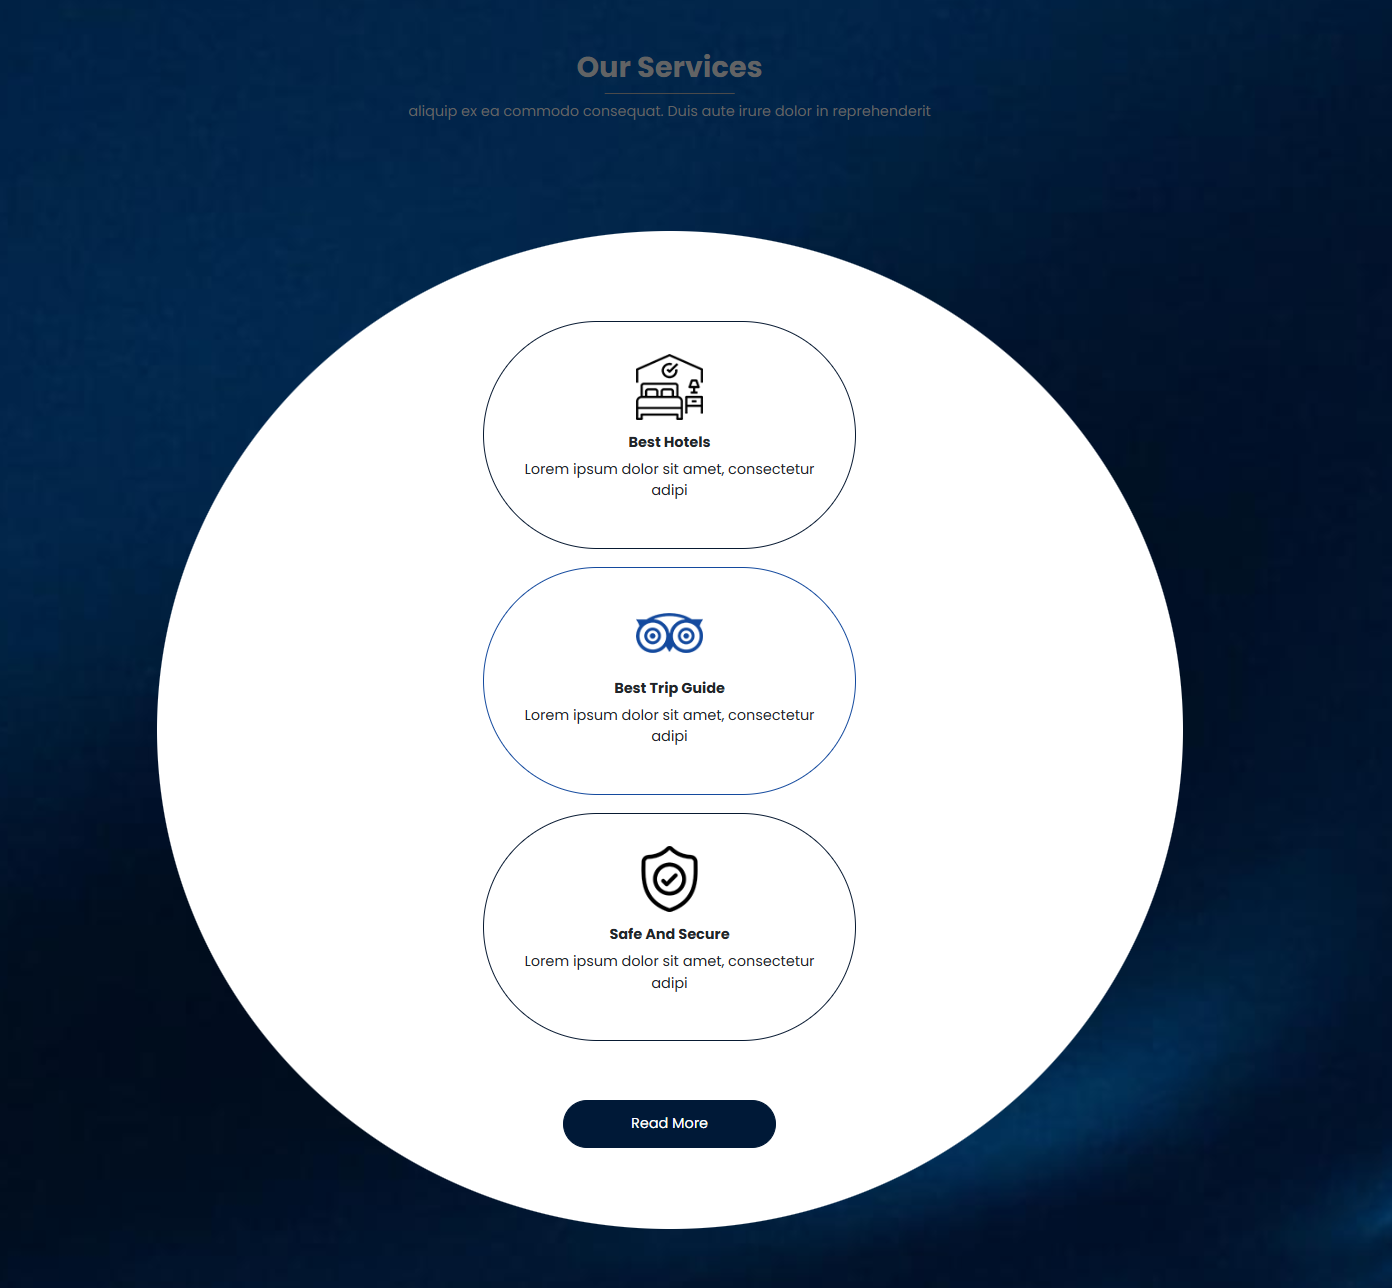 Our Services
aliquip ex ea commodo consequat. Duis aute irure dolor in reprehenderit
Best Hotels
Lorem ipsum dolor sit amet, consectetur
adipi
Best Trip Guide
Lorem ipsum dolor sit amet, consectetur
adipi
Safe And Secure
Lorem ipsum dolor sit amet, consectetur
adipi
Read More